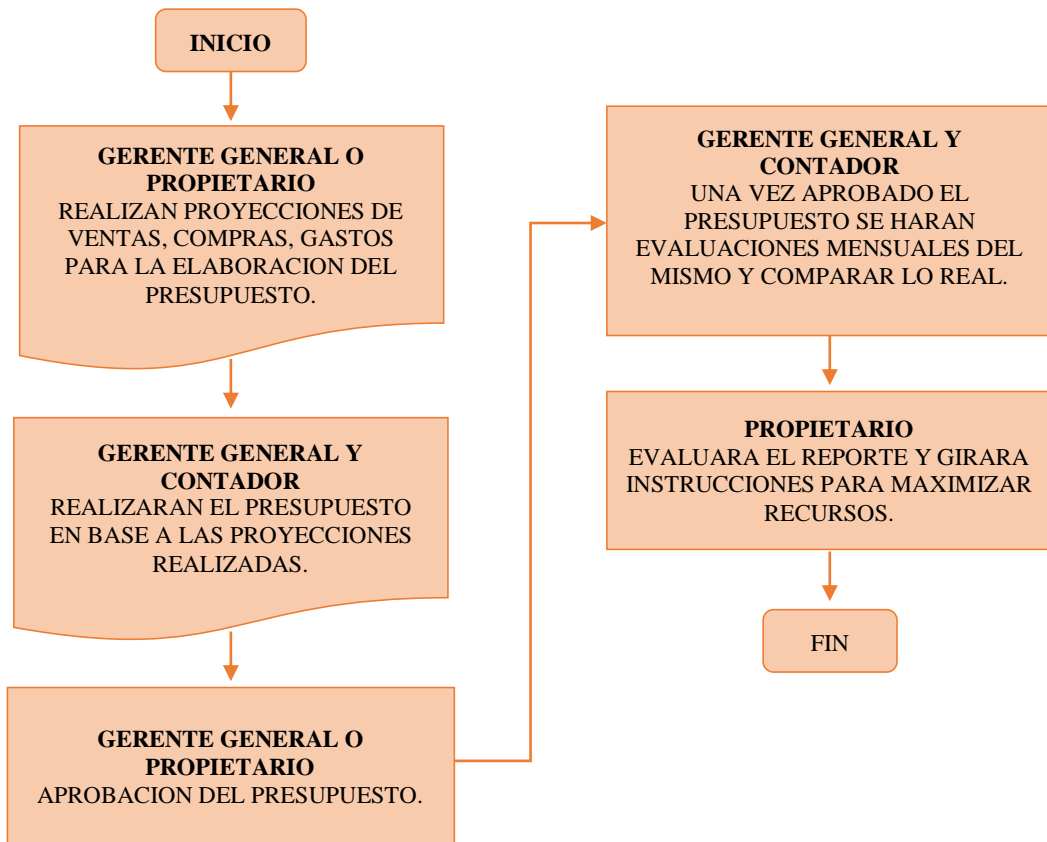 INICIO
GERENTE GENERAL O
PROPIETARIO
REALIZAN PROYECCIONES DE
VENTAS, COMPRAS, GASTOS
PARA LA ELABORACION DEL
PRESUPUESTO.
GERENTE GENERAL Y
CONTADOR
REALIZARAN EL PRESUPUESTO
EN BASE A LAS PROYECCIONES
REALIZADAS.
GERENTE GENERAL O
PROPIETARIO
APROBACION DEL PRESUPUESTO.
GERENTE GENERAL Y
CONTADOR
UNA VEZ APROBADO EL
PRESUPUESTO SE HARAN
EVALUACIONES MENSUALES DEL
MISMO Y COMPARAR LO REAL.
PROPIETARIO
EVALUARA EL REPORTE Y GIRARA
INSTRUCCIONES PARA MAXIMIZAR
RECURSOS.
FIN